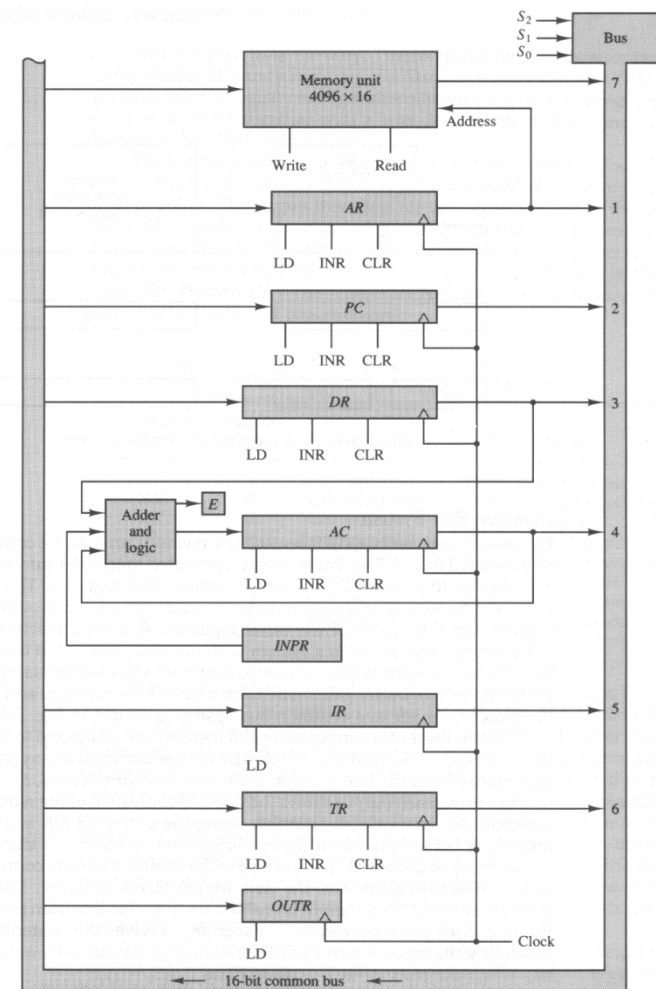 S2
S1
S0
Bus
Memory unit
4096 × 16
7
Address
Write Read
AR
1
LD INR CLR
PC
2
LD INR CLR
DR
3
LD INR CLR
Adder
and
logic
E
AC
4
LD INR CLR
INPR
IR
5
LD
TR
6
LD INR CLR
OUTR
LD
Clock
16-bit common bus